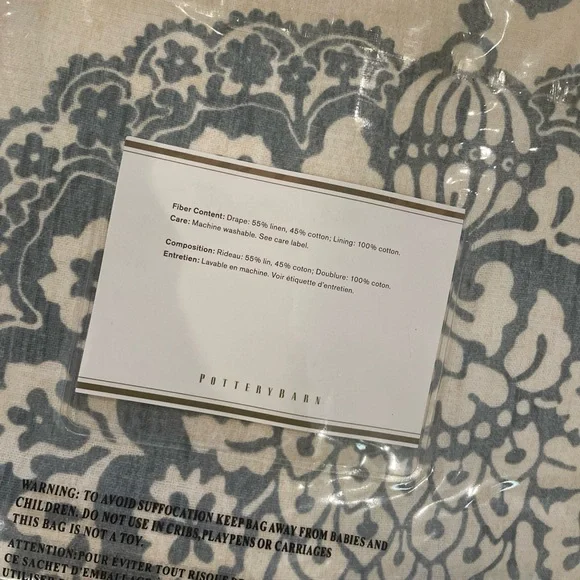 Fiber Content: Drape: 55% linen, 45% cotton; Lining: 100% cotton.
Care: Machine washable. See care label.
Composition: Rideau: 55% lin, 45% coton; Doublure: 100% coton.
Entretien: Lavable en machine. Voir étiquette d'entretien.
POTTERYBARN
WARNING: TO AVOID SUFFOCATION KEEP BAG AWAY FROM BABIES AND
CHILDREN. DO NOT USE IN CRIBS, PLAYPENS OR CARRIAGES
THIS BAG IS NOT A TOY.
ATTENTION: POUR ÉVITER TOUT RISQUE
CE SACHET D'EMBALLAGE
UTILISER